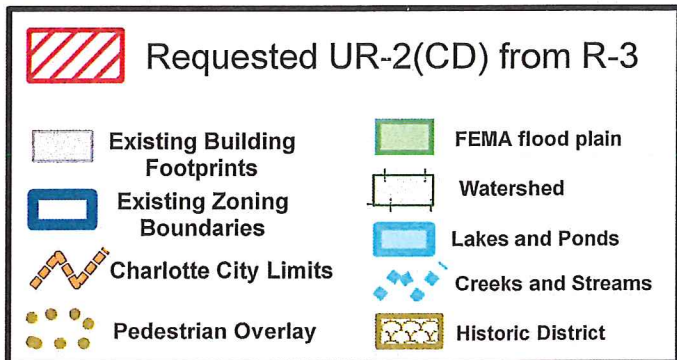 Requested UR-2(CD) from R-3
Existing Building
Footprints
Existing Zoning
Boundaries
Charlotte City Limits
Pedestrian Overlay
FEMA flood plain
Watershed
Lakes and Ponds
Creeks and Streams
Historic District